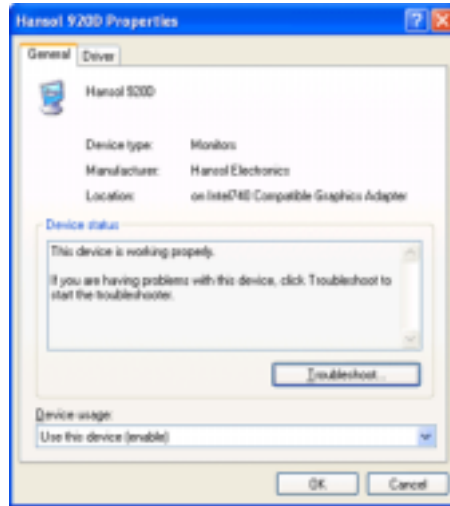 Hansol 920D Properties
General Driver
Hansol 920D
Device type: Monitors
Manufacturer: Hansol Electronics
Location: on Intel740 Compatible Graphics Adapter
Device status
This device is working properly.
If you are having problems with this device, click Troubleshoot to
start the troubleshooter.
Troubleshoot...
Device usage:
Use this device (enable)
OK Cancel